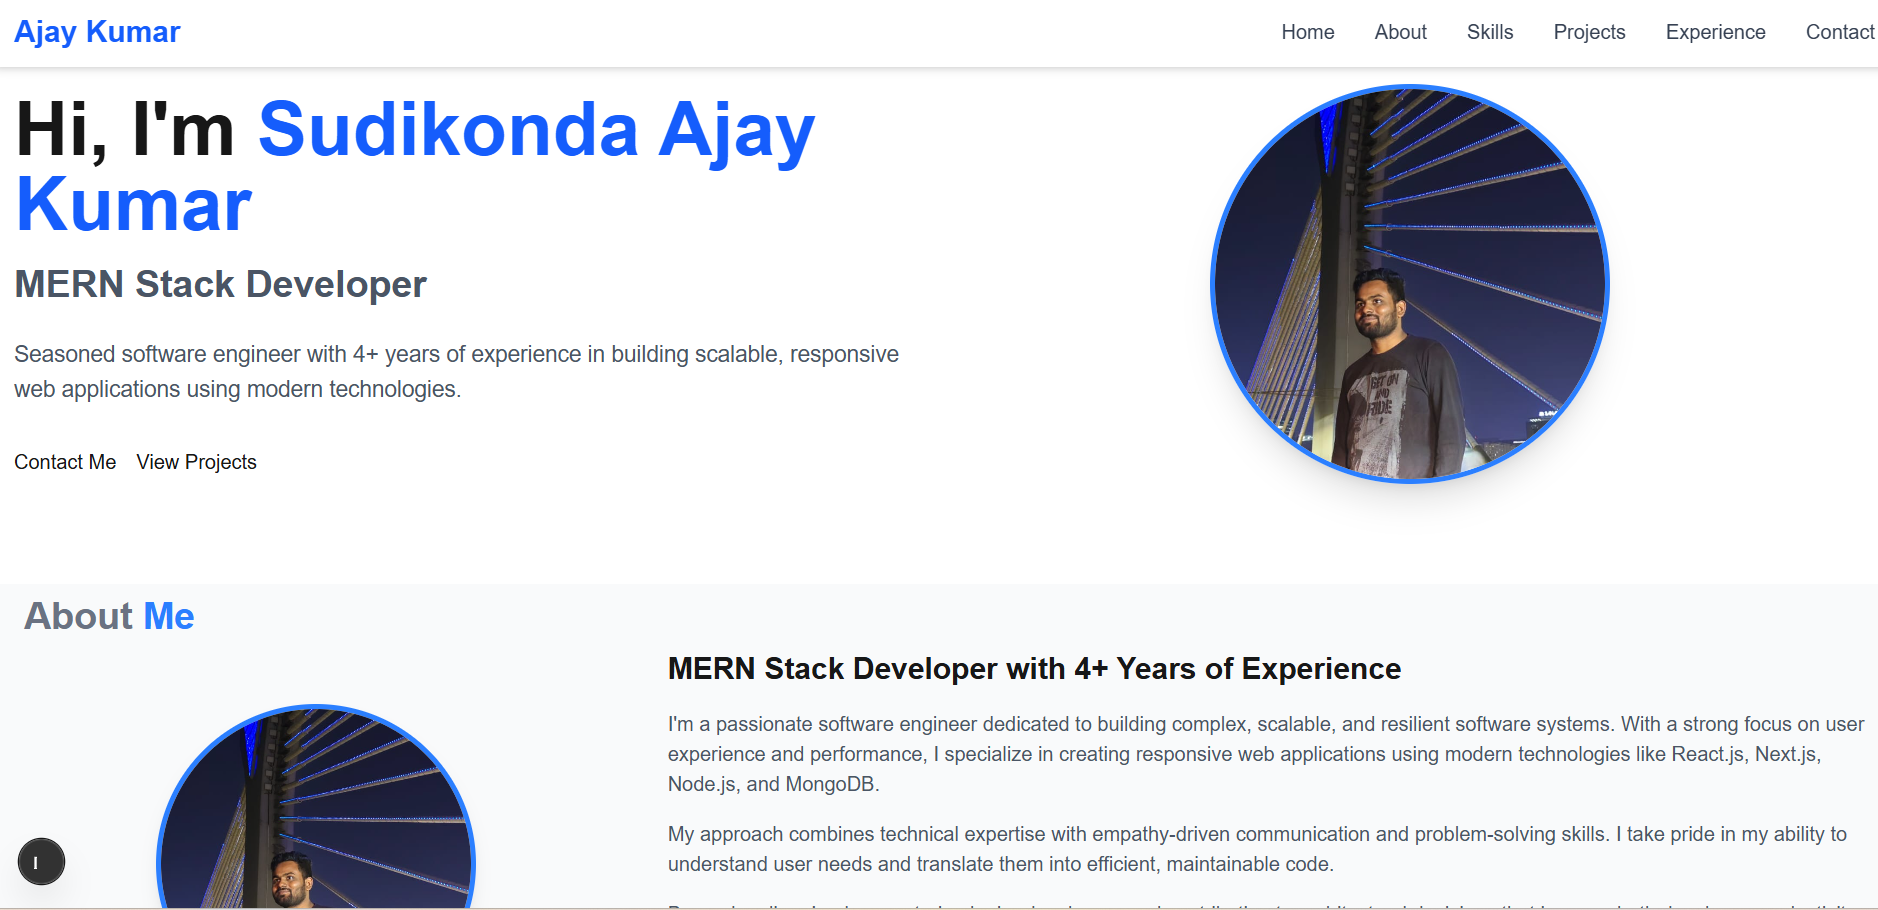 Ajay Kumar
Home About Skills Projects Experience Contact
Hi, I'm Sudikonda Ajay
Kumar
MERN Stack Developer
Seasoned software engineer with 4+ years of experience in building scalable, responsive
web applications using modern technologies.
Contact Me View Projects
GET ON
AND
RIDE
About Me
MERN Stack Developer with 4+ Years of Experience
I'm a passionate software engineer dedicated to building complex, scalable, and resilient software systems. With a strong focus on user
experience and performance, I specialize in creating responsive web applications using modern technologies like React.js, Next.js,
Node.js, and MongoDB.
My approach combines technical expertise with empathy-driven communication and problem-solving skills. I take pride in my ability to
understand user needs and translate them into efficient, maintainable code.